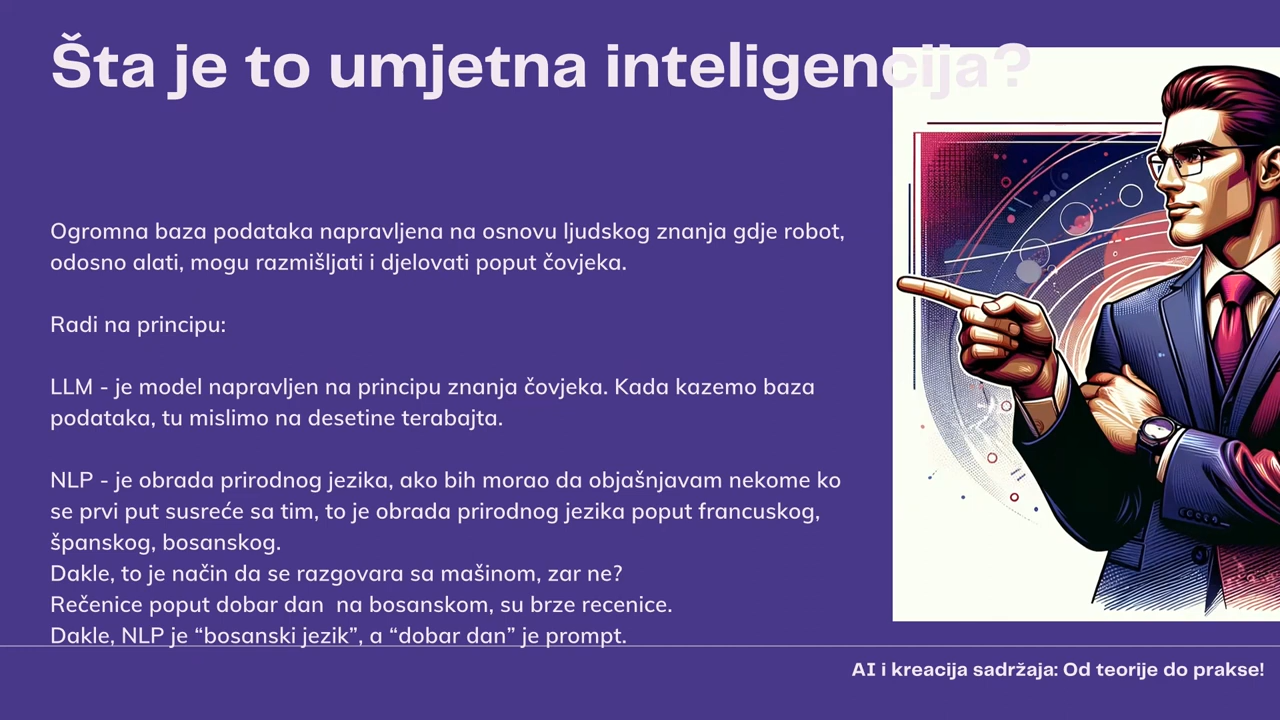 Šta je to umjetna inteligencija?
Ogromna baza podataka napravljena na osnovu ljudskog znanja gdje robot,
odosno alati, mogu razmišljati i djelovati poput čovjeka.
Radi na principu:
LLM - je model napravljen na principu znanja čovjeka. Kada kazemo baza
podataka, tu mislimo na desetine terabajta.
NLP - je obrada prirodnog jezika, ako bih morao da objašnjavam nekome ko
se prvi put susreće sa tim, to je obrada prirodnog jezika poput francuskog,
španskog, bosanskog.
Dakle, to je način da se razgovara sa mašinom, zar ne?
Rečenice poput dobar dan  na bosanskom, su brze recenice.
Dakle, NLP je “bosanski jezik”, a “dobar dan” je prompt.
AI i kreacija sadržaja: Od teorije do prakse!